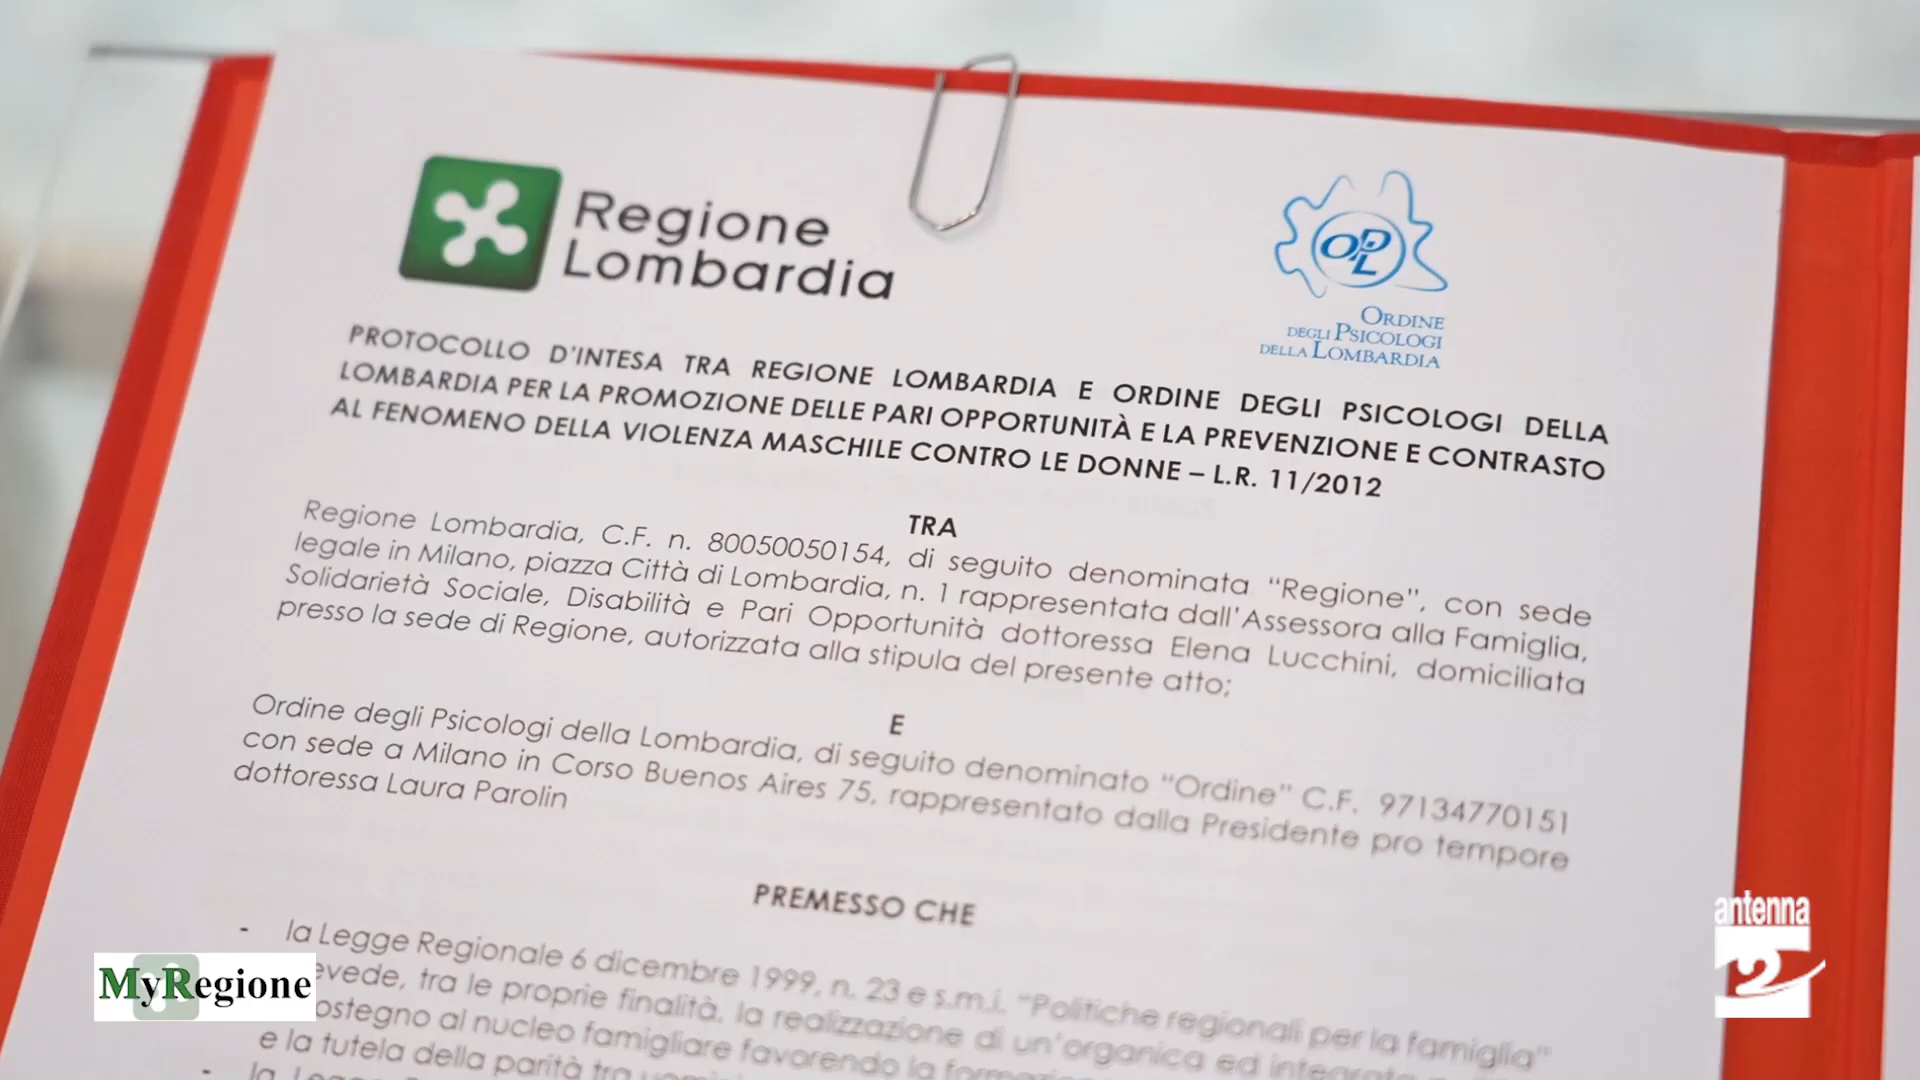 Regione
Lombardia
OPL
ORDINE
DEGLI PSICOLOGI
DELLA LOMBARDIA
PROTOCOLLO D'INTESA TRA REGIONE LOMBARDIA E ORDINE DEGLI PSICOLOGI DELLA
LOMBARDIA PER LA PROMOZIONE DELLE PARI OPPORTUNITÀ E LA PREVENZIONE E CONTRASTO
AL FENOMENO DELLA VIOLENZA MASCHILE CONTRO LE DONNE – L.R. 11/2012
TRA
Regione Lombardia, C.F. n. 80050050154, di seguito denominata “Regione”, con sede
legale in Milano, piazza Città di Lombardia, n. 1 rappresentata dall'Assessora alla Famiglia,
Solidarietà Sociale, Disabilità e Pari Opportunità dottoressa Elena Lucchini, domiciliata
presso la sede di Regione, autorizzata alla stipula del presente atto;
E
Ordine degli Psicologi della Lombardia, di seguito denominato “Ordine” C.F. 97134770151
con sede a Milano in Corso Buenos Aires 75, rappresentato dalla Presidente pro tempore
dottoressa Laura Parolin
PREMESSO CHE
- la Legge Regionale 6 dicembre 1999, n. 23 e s.m.i. “Politiche regionali per la famiglia”
evede, tra le proprie finalità, la realizzazione di un'organica ed integrata
ostegno al nucleo famigliare favorendo la
e la tutela della parità tra
- la
MyRegione
antenna
2